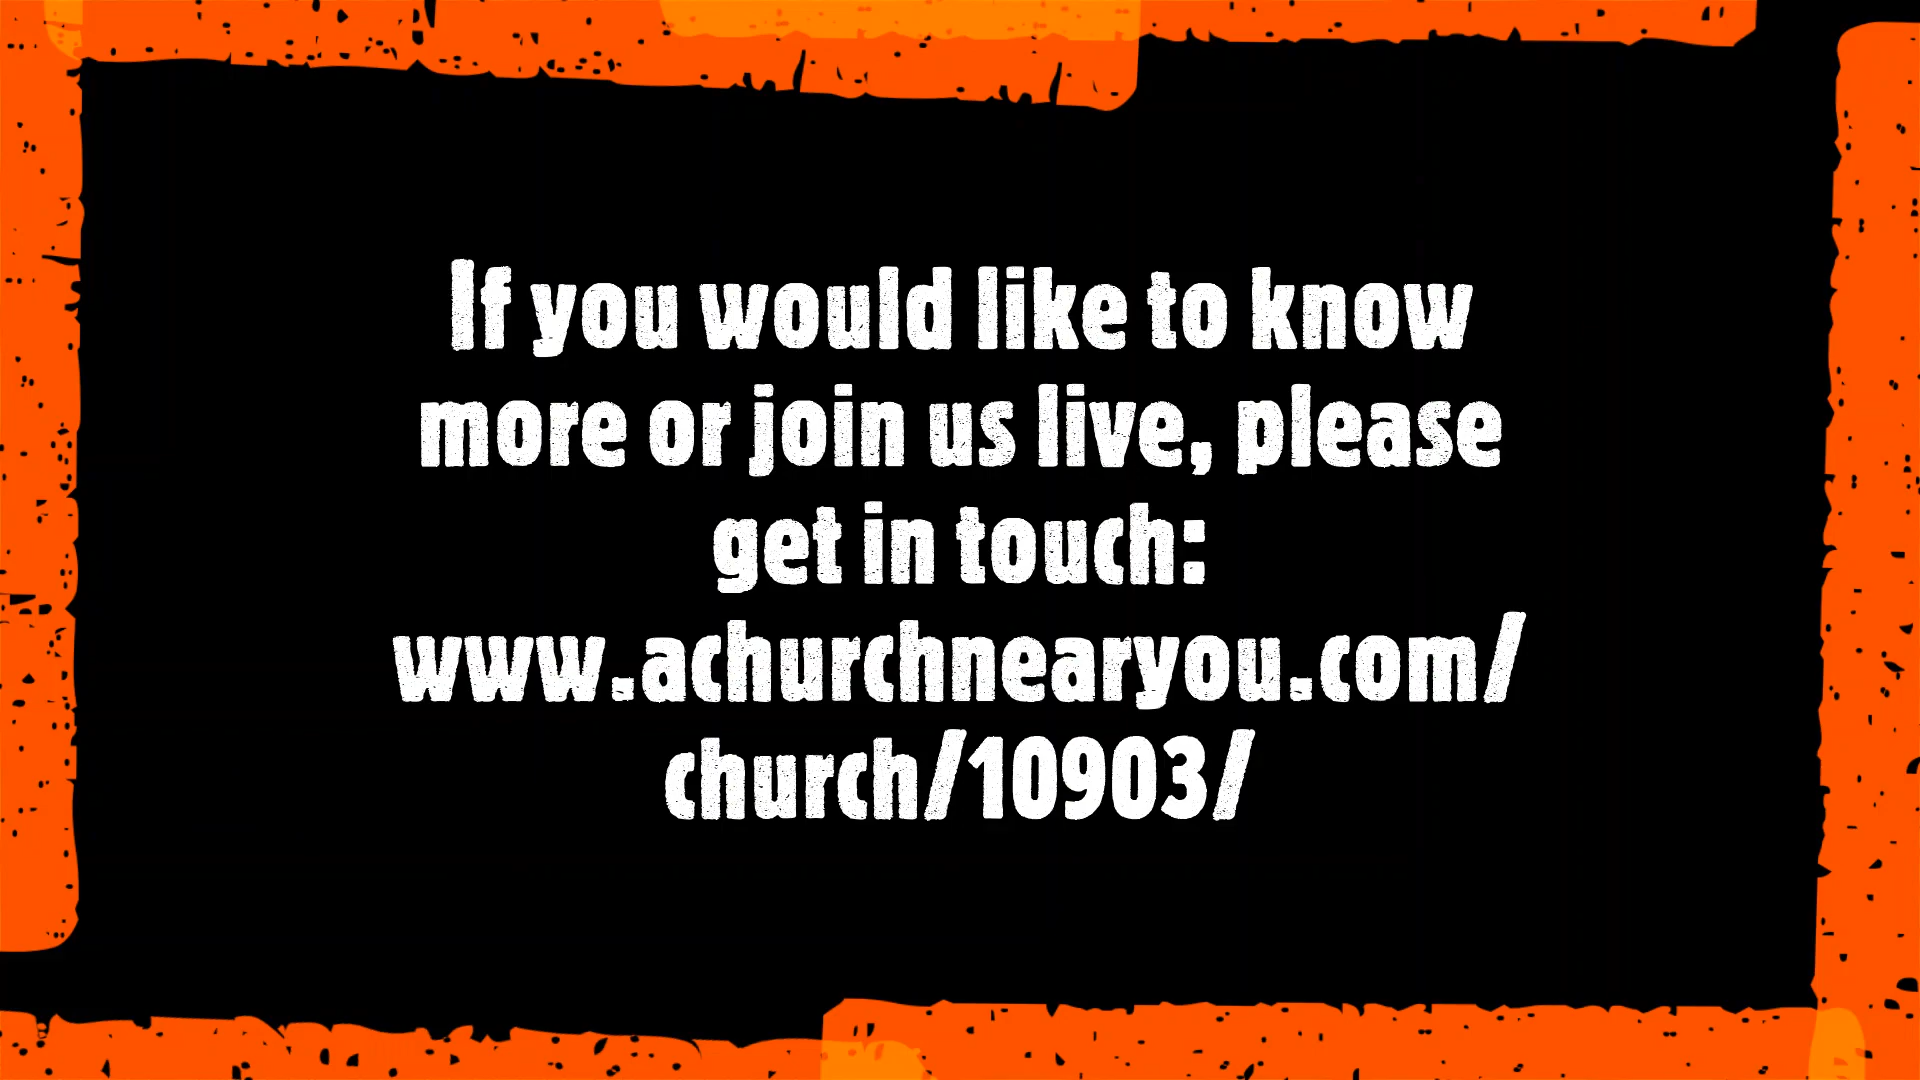 If you would like to know
more or join us live, please
get in touch:
www.achurchnearyou.com/
church/10903/